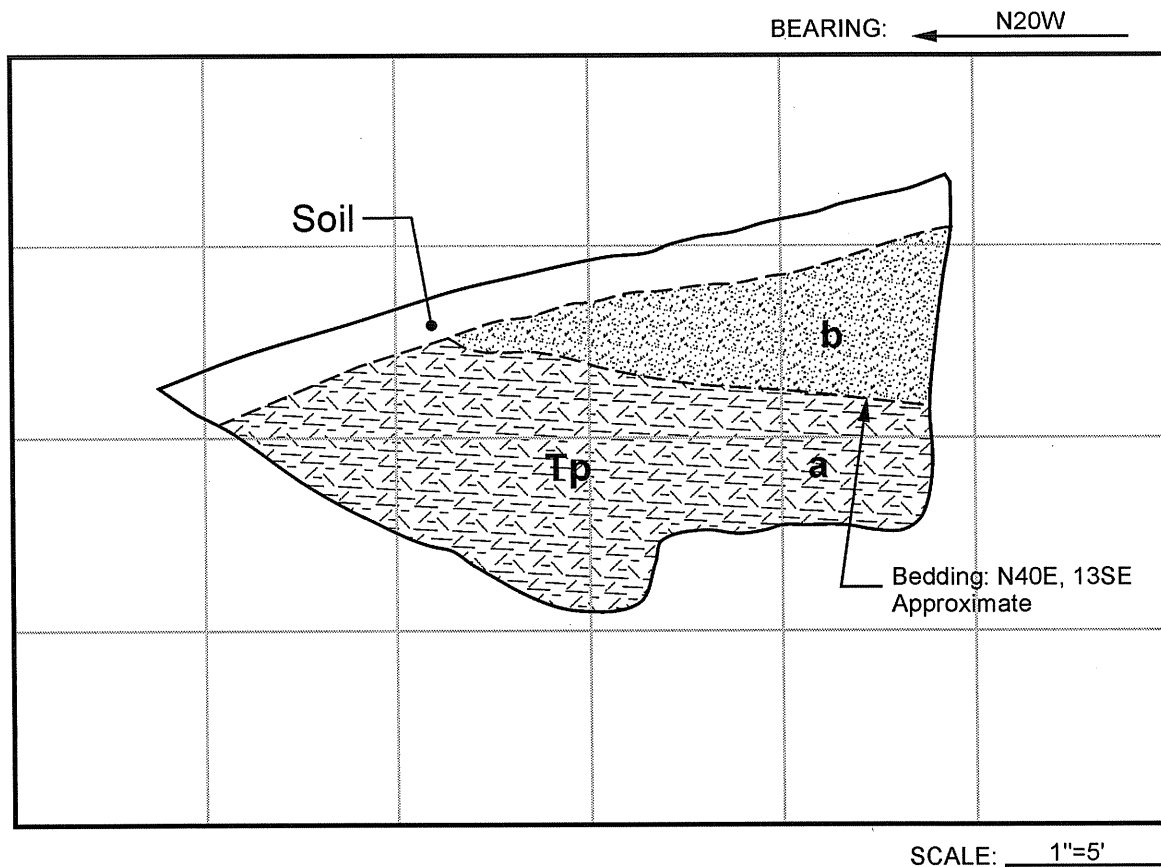 BEARING: N20W
Soil
b
Tp
a
Bedding: N40E, 13SE
Approximate
SCALE: 1"=5'